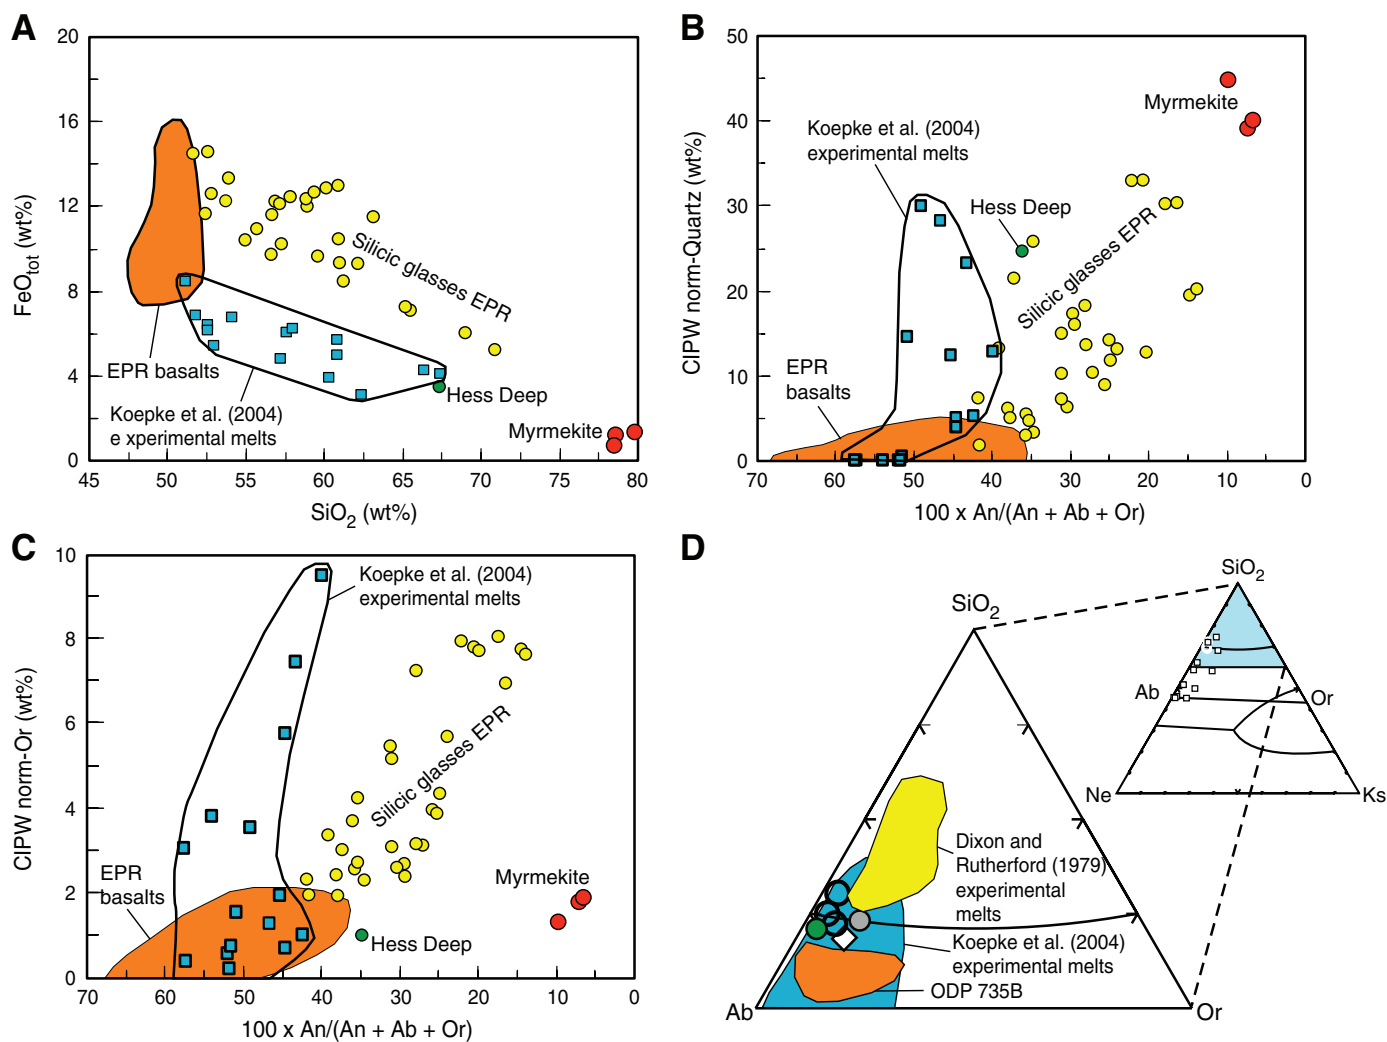 A
20
16
12
8
4
0
FeOtot (wt%)
45
50
55
60
65
70
75
80
SiO2 (wt%)
Silicic glasses EPR
EPR basalts
Koepke et al. (2004)
e xperimental melts
Hess Deep
Myrmekite
B
50
40
30
20
10
0
CIPW norm-Quartz (wt%)
70
60
50
40
30
20
10
0
100 x An/(An + Ab + Or)
Koepke et al. (2004)
experimental melts
Myrmekite
Hess Deep
Silicic glasses EPR
EPR
basalts
C
10
8
6
4
2
0
CIPW norm-Or (wt%)
70
60
50
40
30
20
10
0
100 x An/(An + Ab + Or)
Koepke et al. (2004)
experimental melts
Silicic glasses EPR
EPR
basalts
Myrmekite
Hess Deep
D
SiO2
SiO2
Ab
Or
Ne
Ks
Dixon and
Rutherford (1979)
experimental
melts
Koepke et al. (2004)
experimental melts
ODP 735B
Ab
Or